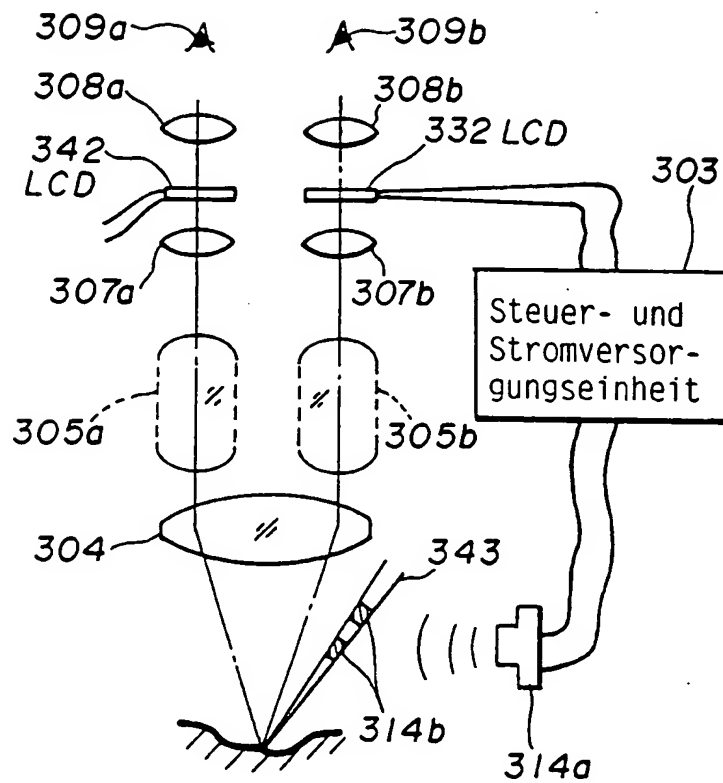 309a 309b
308a 308b
342 LCD 332 LCD
303
307a 307b
Steuer- und
Stromversor-
gungseinheit
305a 305b
304
343
314b
314a